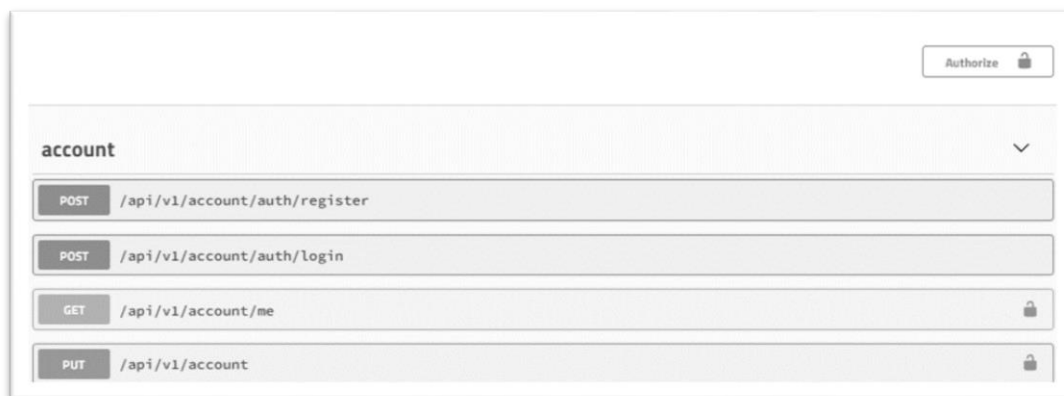 Authorize
account
POST /api/v1/account/auth/register
POST /api/v1/account/auth/login
GET /api/v1/account/me
PUT /api/v1/account